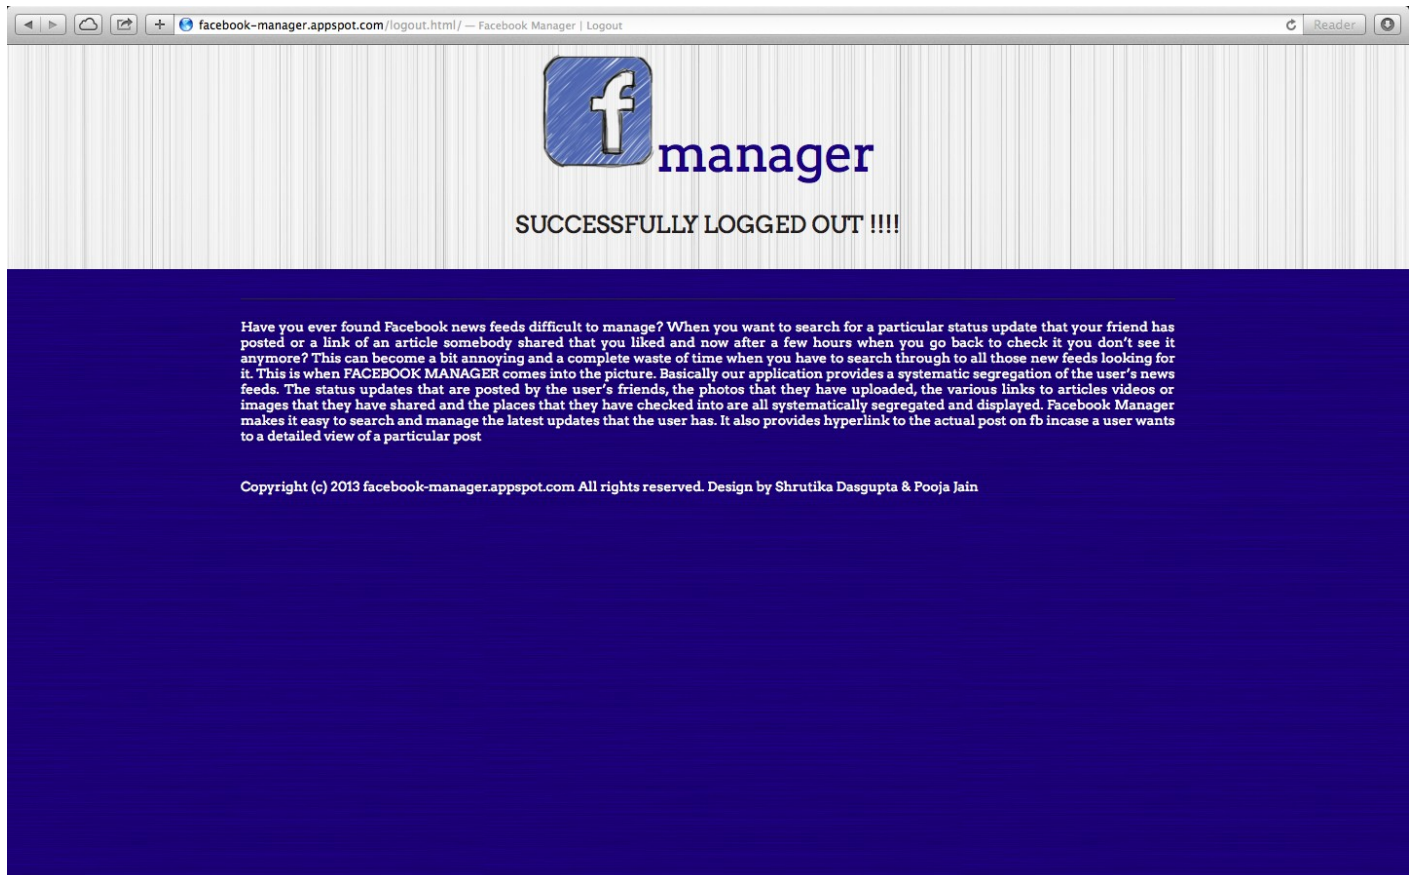 facebook-manager.appspot.com/logout.html/ — Facebook Manager | Logout
Reader
f manager
SUCCESSFULLY LOGGED OUT !!!!
Have you ever found Facebook news feeds difficult to manage? When you want to search for a particular status update that your friend has
posted or a link of an article somebody shared that you liked and now after a few hours when you go back to check it you don’t see it
anymore? This can become a bit annoying and a complete waste of time when you have to search through to all those new feeds looking for
it. This is when FACEBOOK MANAGER comes into the picture. Basically our application provides a systematic segregation of the user’s news
feeds. The status updates that are posted by the user’s friends, the photos that they have uploaded, the various links to articles videos or
images that they have shared and the places that they have checked into are all systematically segregated and displayed. Facebook Manager
makes it easy to search and manage the latest updates that the user has. It also provides hyperlink to the actual post on fb incase a user wants
to a detailed view of a particular post
Copyright (c) 2013 facebook-manager.appspot.com All rights reserved. Design by Shrutika Dasgupta & Pooja Jain